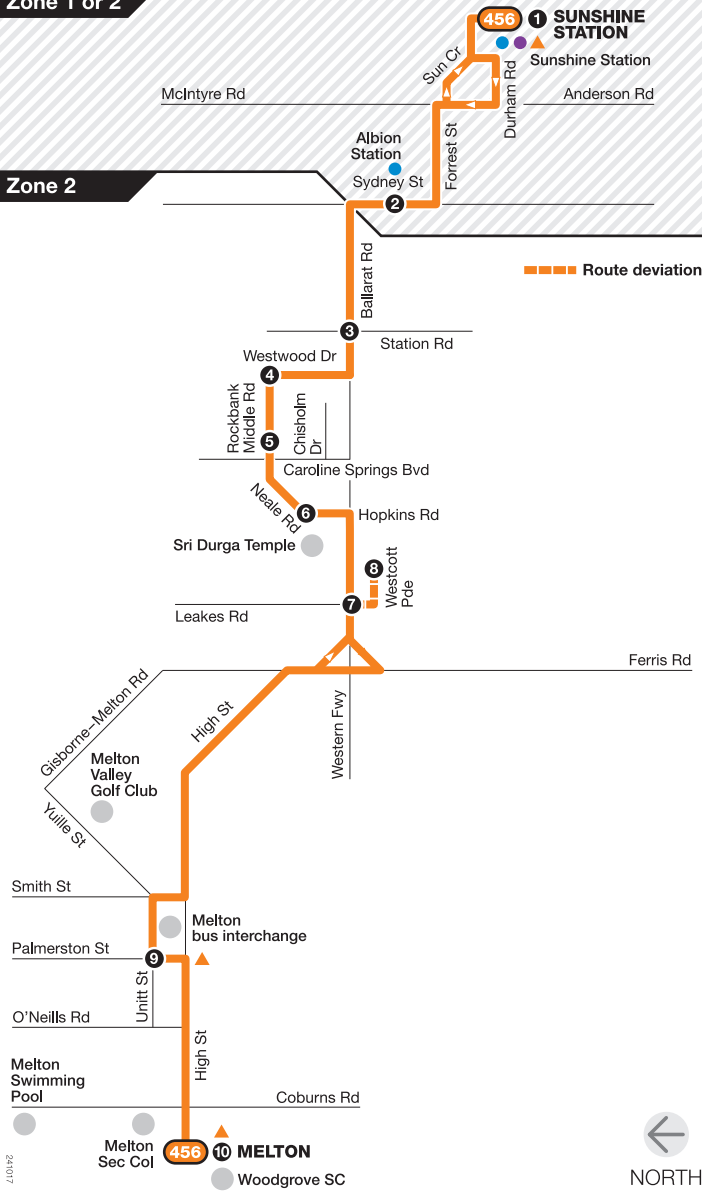 Zone 1 or 2
456 1 SUNSHINE
STATION
Sunshine Station
Sun Cr
Durham Rd
McIntyre Rd
Anderson Rd
Forrest St
Albion
Station
Sydney St
2
Zone 2
Ballarat Rd
Route deviation
3
Station Rd
Westwood Dr
4
Rockbank
Middle Rd
Chisholm
Dr
5
Caroline Springs Bvd
Neale Rd
6
Hopkins Rd
Sri Durga Temple
8
Westcott
Pde
7
Leakes Rd
Ferris Rd
Gisborne–Melton Rd
High St
Western Fwy
Melton
Valley
Golf Club
Yuille St
Smith St
Melton
bus interchange
Palmerston St
9
Unitt St
O'Neills Rd
High St
Melton
Swimming
Pool
Coburns Rd
Melton
Sec Col
456 10 MELTON
Woodgrove SC
NORTH
241017